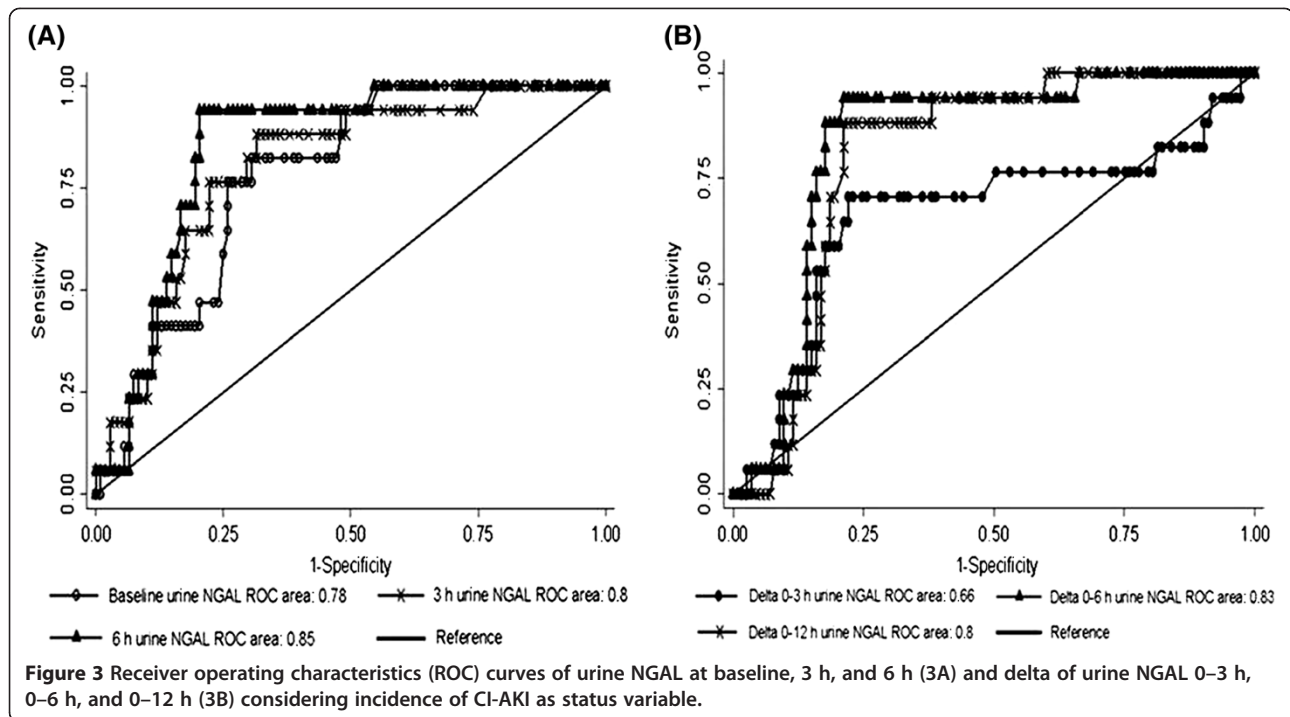 (A)
Sensitivity
1.00
0.75
0.50
0.25
0.00
0.00 0.25 0.50 0.75 1.00
1-Specificity
Baseline urine NGAL ROC area: 0.78
3 h urine NGAL ROC area: 0.8
6 h urine NGAL ROC area: 0.85
Reference
(B)
Sensitivity
1.00
0.75
0.50
0.25
0.00
0.00 0.25 0.50 0.75 1.00
1-Specificity
Delta 0-3 h urine NGAL ROC area: 0.66
Delta 0-6 h urine NGAL ROC area: 0.83
Delta 0-12 h urine NGAL ROC area: 0.8
Reference
Figure 3 Receiver operating characteristics (ROC) curves of urine NGAL at baseline, 3 h, and 6 h (3A) and delta of urine NGAL 0–3 h,
0–6 h, and 0–12 h (3B) considering incidence of CI-AKI as status variable.